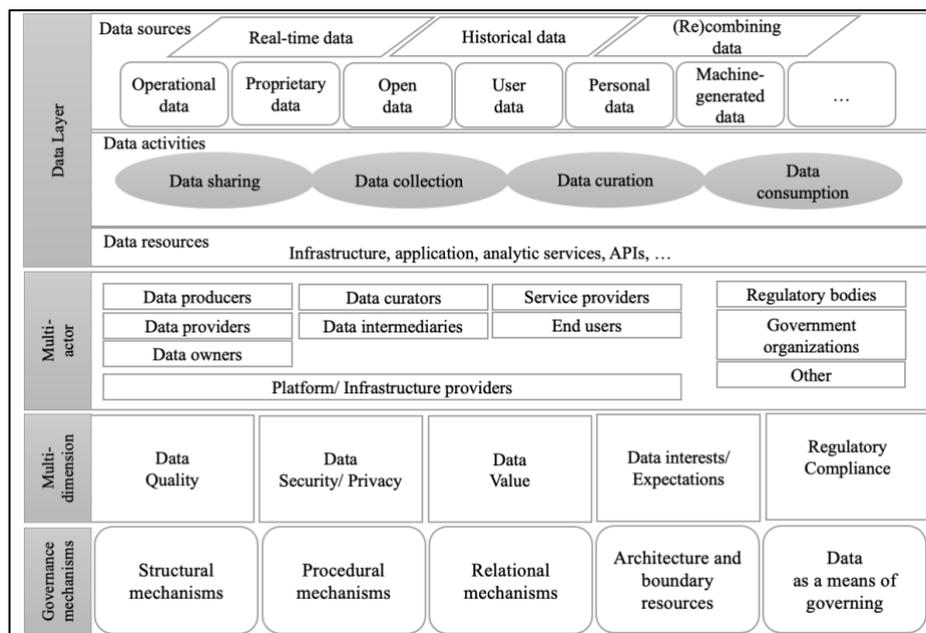 Data Layer
Data sources
Real-time data
Historical data
(Re)combining
data
Operational
data
Proprietary
data
Open
data
User
data
Personal
data
Machine-
generated
data
…
Data activities
Data sharing
Data collection
Data curation
Data
consumption
Data resources
Infrastructure, application, analytic services, APIs, …
Multi-
actor
Data producers
Data providers
Data owners
Data curators
Data intermediaries
Service providers
End users
Platform/ Infrastructure providers
Regulatory bodies
Government
organizations
Other
Multi-
dimension
Data
Quality
Data
Security/ Privacy
Data
Value
Data interests/
Expectations
Regulatory
Compliance
Governance
mechanisms
Structural
mechanisms
Procedural
mechanisms
Relational
mechanisms
Architecture and
boundary
resources
Data
as a means of
governing